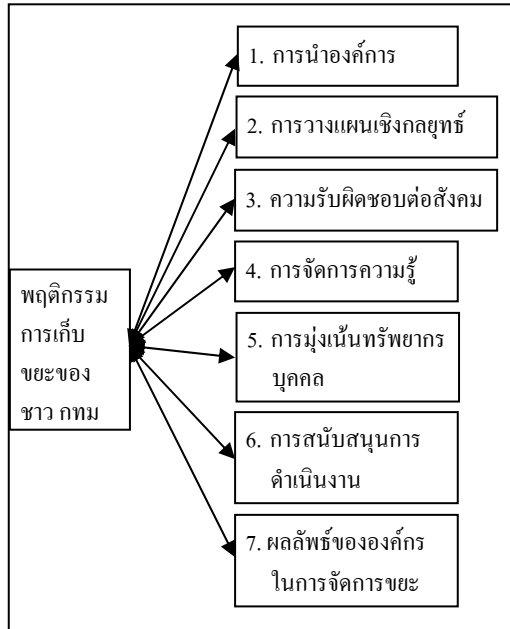 1. การนำองค์การ
2. การวางแผนเชิงกลยุทธ์
3. ความรับผิดชอบต่อสังคม
4. การจัดการความรู้
พฤติกรรม
การเก็บ
ขยะของ
ชาว กทม
5. การมุ่งเน้นทรัพยากร
บุคคล
6. การสนับสนุนการ
ดำเนินงาน
7. ผลลัพธ์ขององค์กร
ในการจัดการขยะ